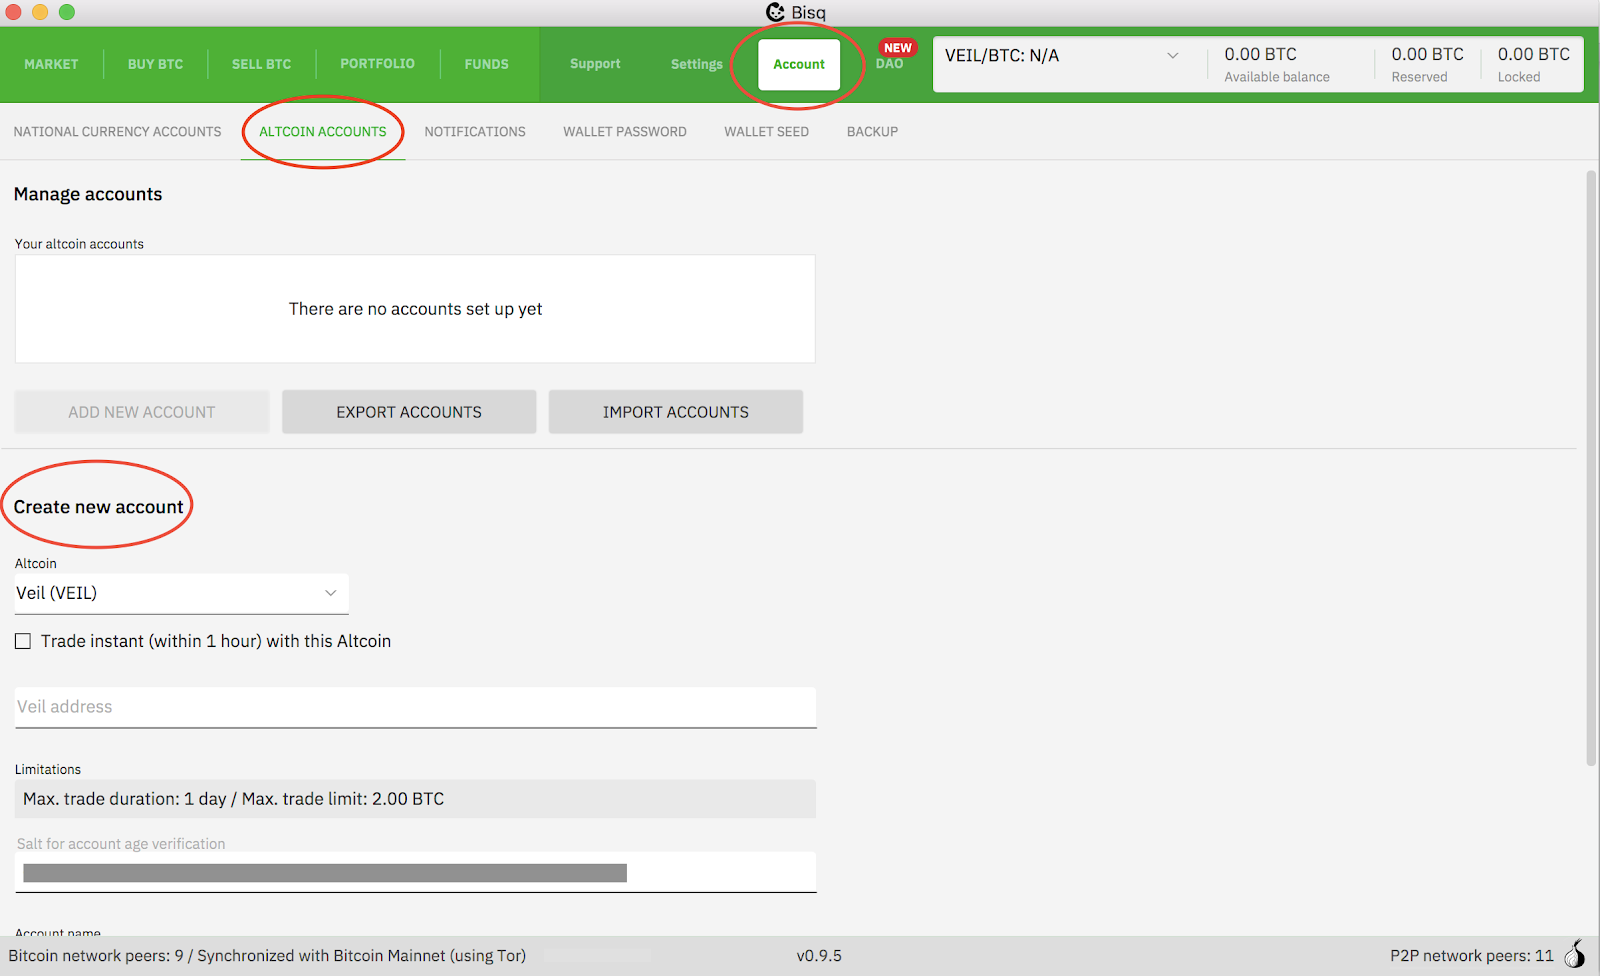 Bisq
MARKET BUY BTC SELL BTC PORTFOLIO FUNDS Support Settings Account NEW DAO VEIL/BTC: N/A 0.00 BTC 0.00 BTC 0.00 BTC
Available balance Reserved Locked
NATIONAL CURRENCY ACCOUNTS ALTCOIN ACCOUNTS NOTIFICATIONS WALLET PASSWORD WALLET SEED BACKUP
Manage accounts
Your altcoin accounts
There are no accounts set up yet
ADD NEW ACCOUNT EXPORT ACCOUNTS IMPORT ACCOUNTS
Create new account
Altcoin
Veil (VEIL)
Trade instant (within 1 hour) with this Altcoin
Veil address
Limitations
Max. trade duration: 1 day / Max. trade limit: 2.00 BTC
Salt for account age verification
Account name
Bitcoin network peers: 9 / Synchronized with Bitcoin Mainnet (using Tor) v0.9.5 P2P network peers: 11